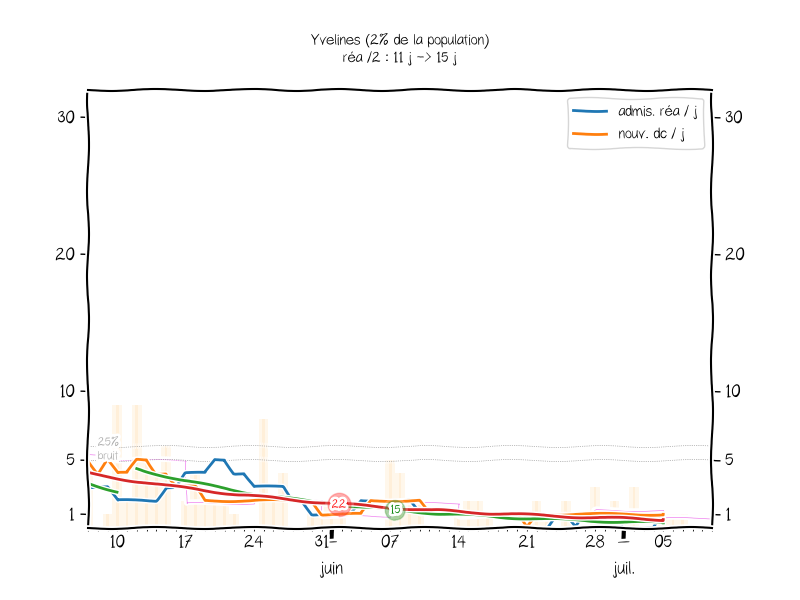 Yvelines (2% de la population)
réa /2 : 11 j -> 15 j
admis. réa / j
nouv. dc / j
30
30
20
20
10
10
25%
bruit
5
5
22
15
1
1
10 17 24 31 07 14 21 28 05
juin juil.